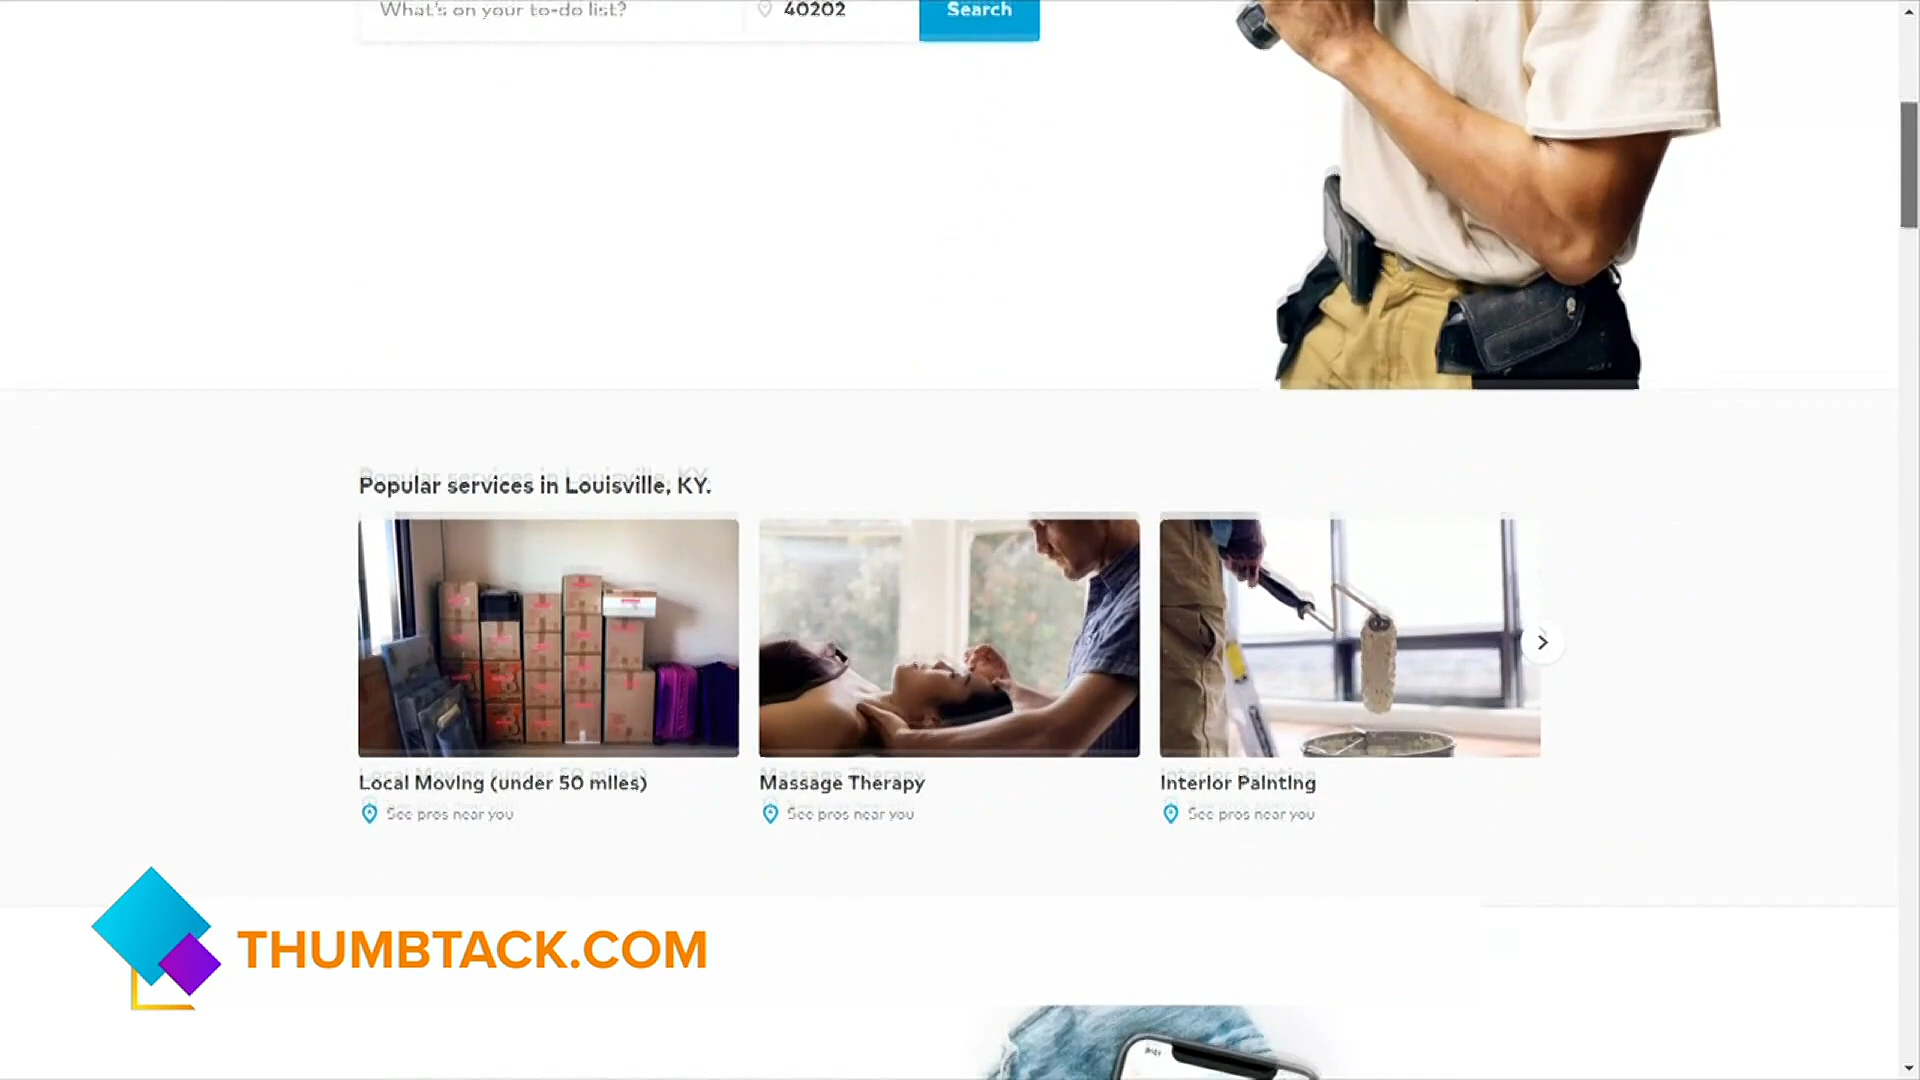 What's on your to-do list?
40202
Search
Popular services in Louisville, KY.
Local Moving (under 50 miles)
Massage Therapy
Interior Painting
See pros near you
See pros near you
See pros near you
THUMBTACK.COM